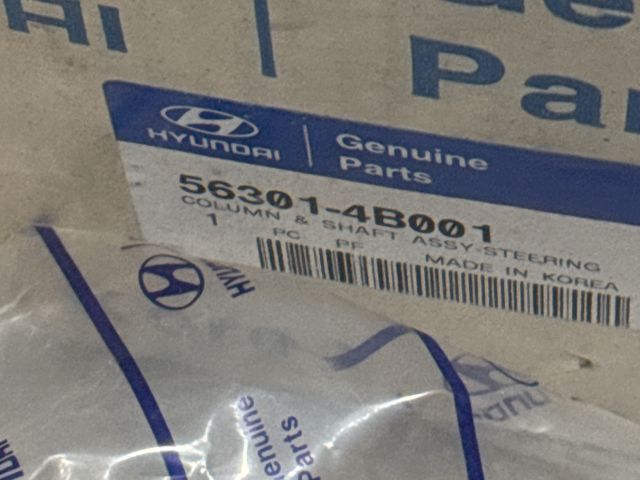 HYUNDAI
Genuine
Parts
56301-4B001
COLUMN & SHAFT ASSY-STEERING
1 PC PF MADE IN KOREA
Genuine
Parts